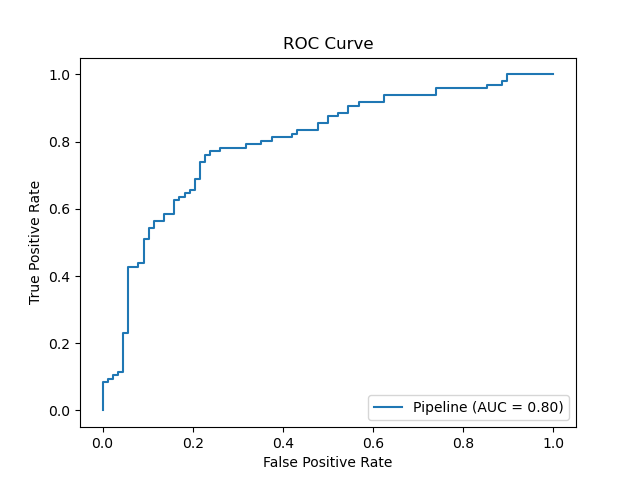 ROC Curve
True Positive Rate
1.0
0.8
0.6
0.4
0.2
0.0
Pipeline (AUC = 0.80)
0.0 0.2 0.4 0.6 0.8 1.0
False Positive Rate